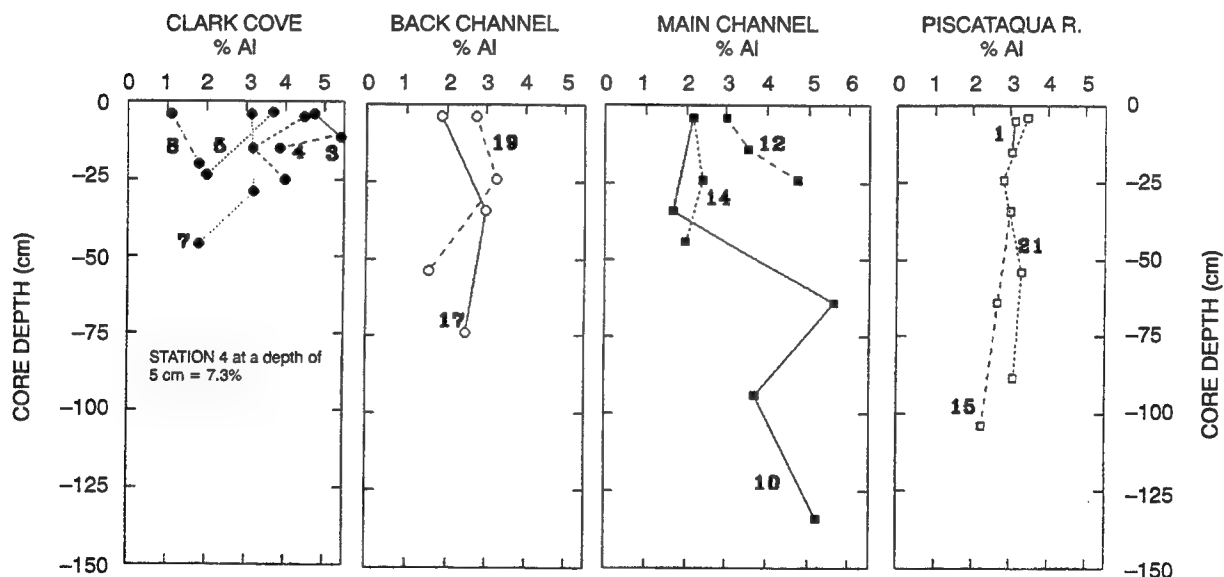 CLARK COVE
% Al
BACK CHANNEL
% Al
MAIN CHANNEL
% Al
PISCATAQUA R.
% Al
0 1 2 3 4 5
0 1 2 3 4 5
0 1 2 3 4 5 6
0 1 2 3 4 5
CORE DEPTH (cm)
0
−25
−50
−75
−100
−125
−150
8
5
4
3
7
STATION 4 at a depth of
5 cm = 7.3%
19
17
12
14
10
1
21
15
0
−25
−50
−75
−100
−125
−150
CORE DEPTH (cm)